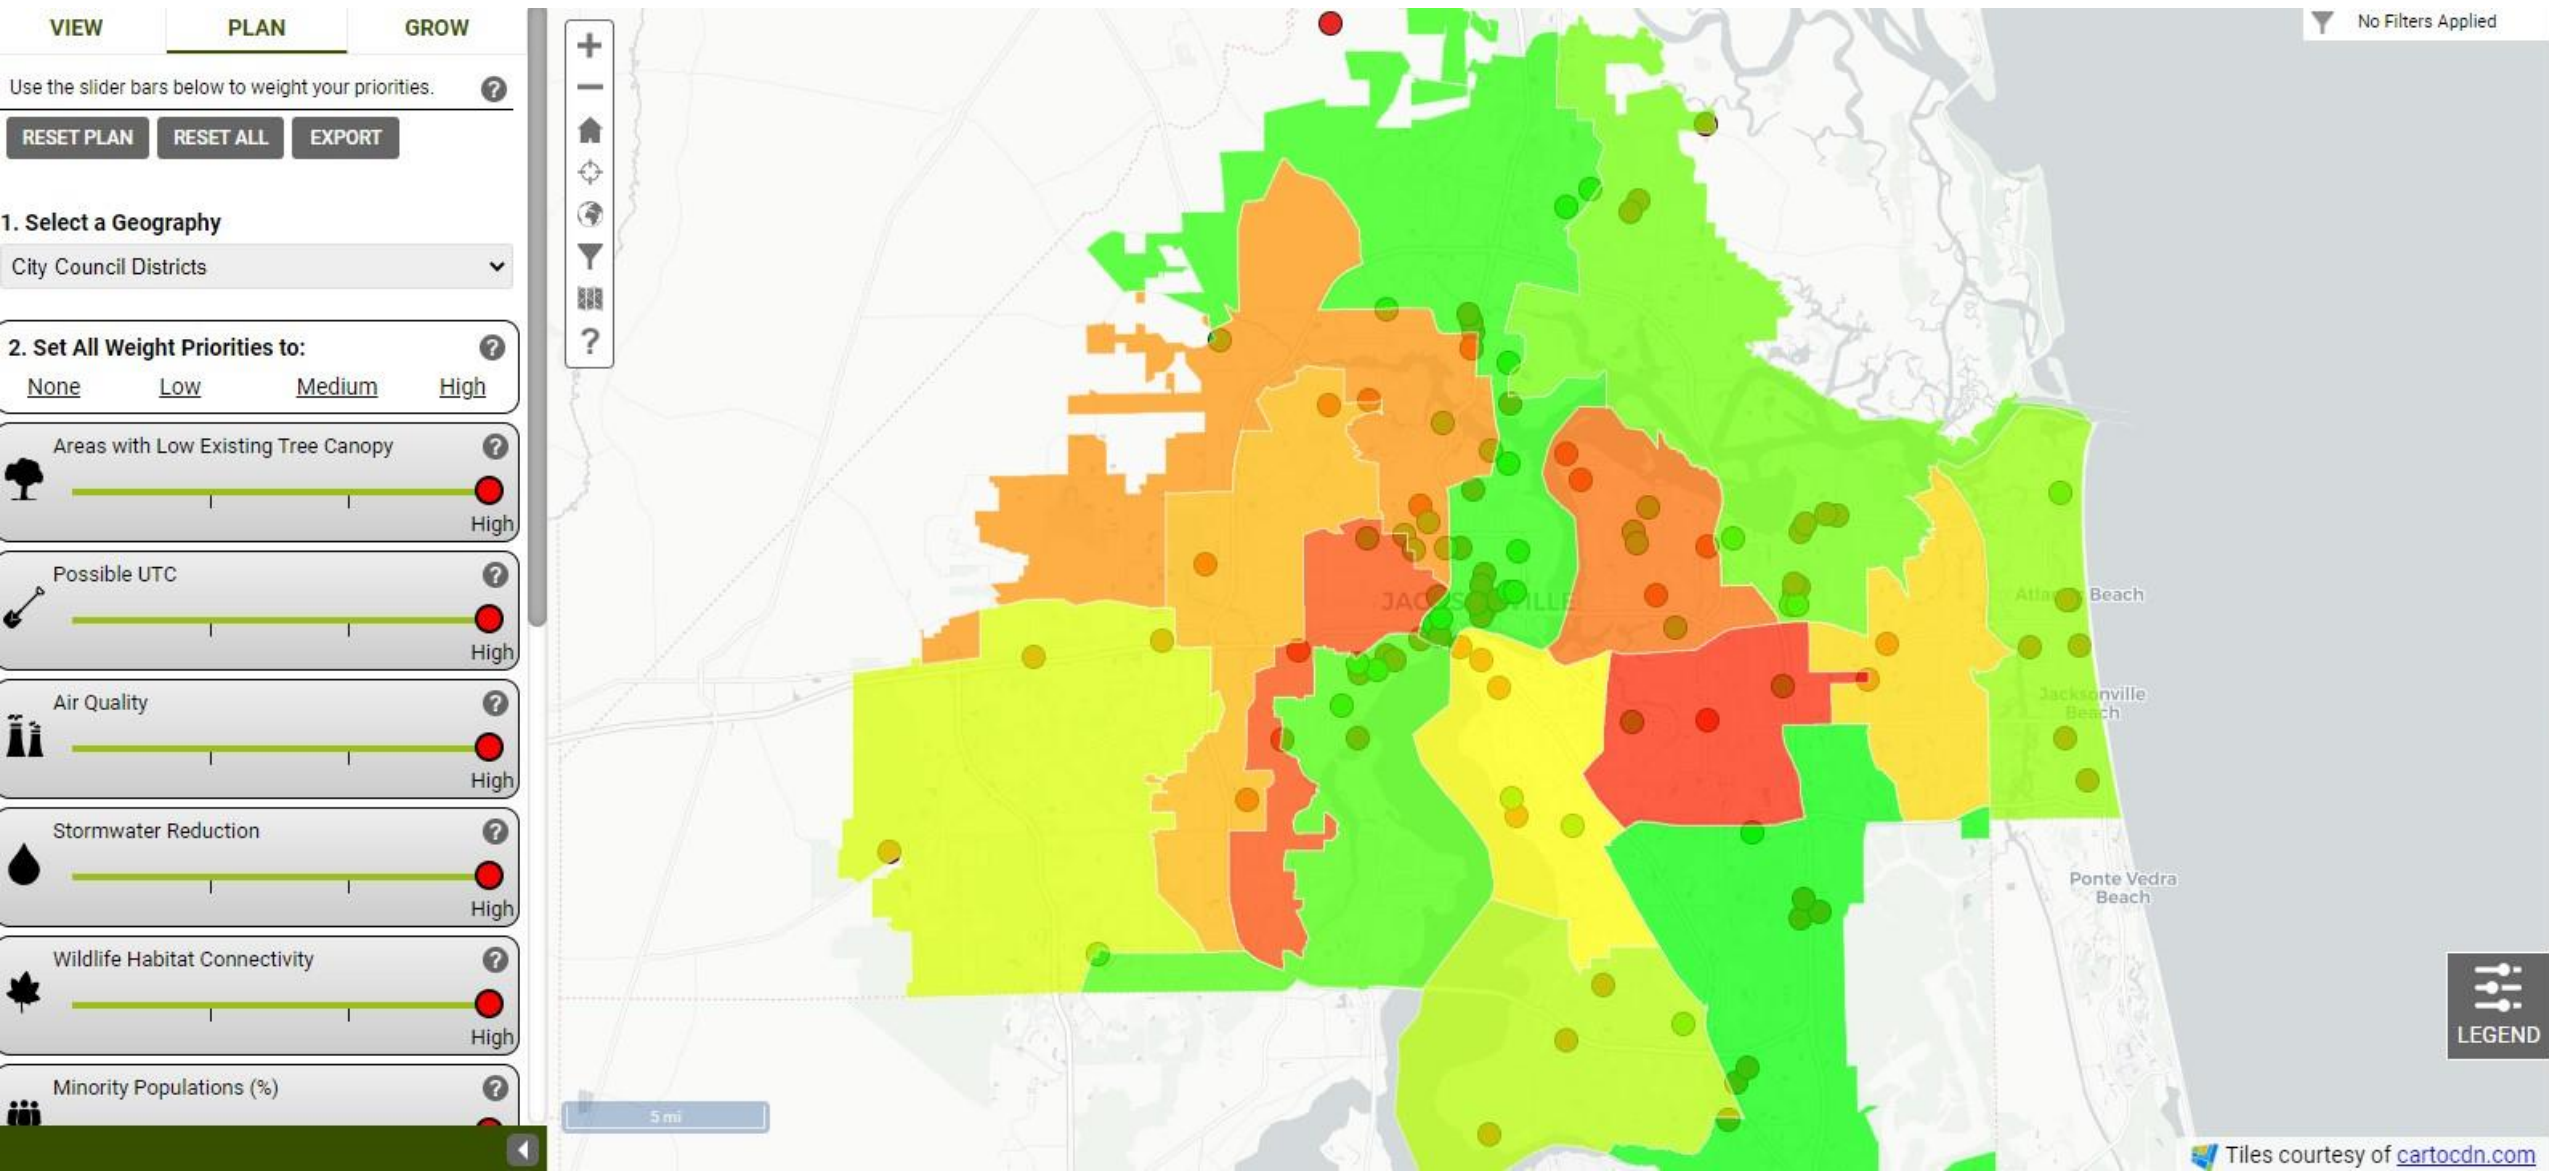 VIEW
PLAN
GROW
Use the slider bars below to weight your priorities.
?
RESET PLAN
RESET ALL
EXPORT
1. Select a Geography
City Council Districts
2. Set All Weight Priorities to:
?
None
Low
Medium
High
Areas with Low Existing Tree Canopy
?
High
Possible UTC
?
High
Air Quality
?
High
Stormwater Reduction
?
High
Wildlife Habitat Connectivity
?
High
Minority Populations (%)
?
+
−
?
No Filters Applied
JACKSONVILLE
Atlantic Beach
Jacksonville
Beach
Ponte Vedra
Beach
5 mi
LEGEND
Tiles courtesy of cartocdn.com